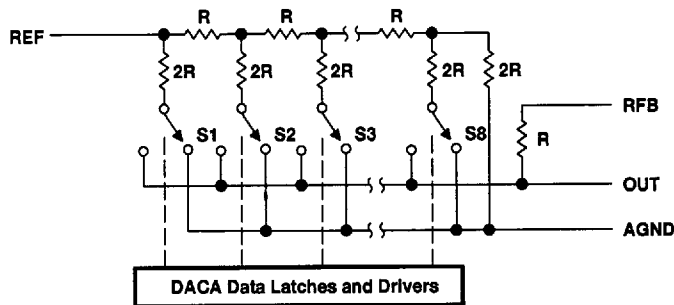 R R R
REF
2R 2R 2R 2R 2R
RFB
S1 S2 S3 S8
R
OUT
AGND
DACA Data Latches and Drivers